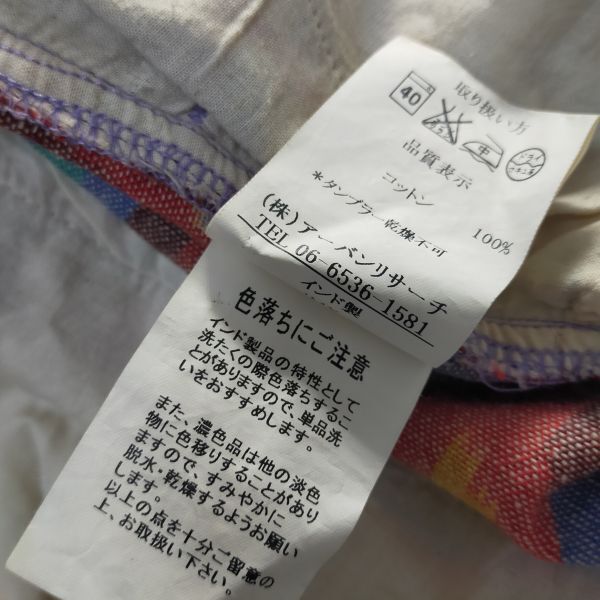 取り扱い方
40
中
品質表示
コットン 100%
*タンブラー乾燥不可
(株)アーバンリサーチ
TEL 06-6536-1581
インド製
色落ちにご注意
インド製品の特性として
洗たくの際色落ちするこ
とがありますので、単品洗
いをおすすめします。
また、濃色品は他の淡色
物に色移りすることがあり
ますので、すみやかに
脱水・乾燥するようお願い
します。
以上の点を十分ご留意の
上、お取扱い下さい。